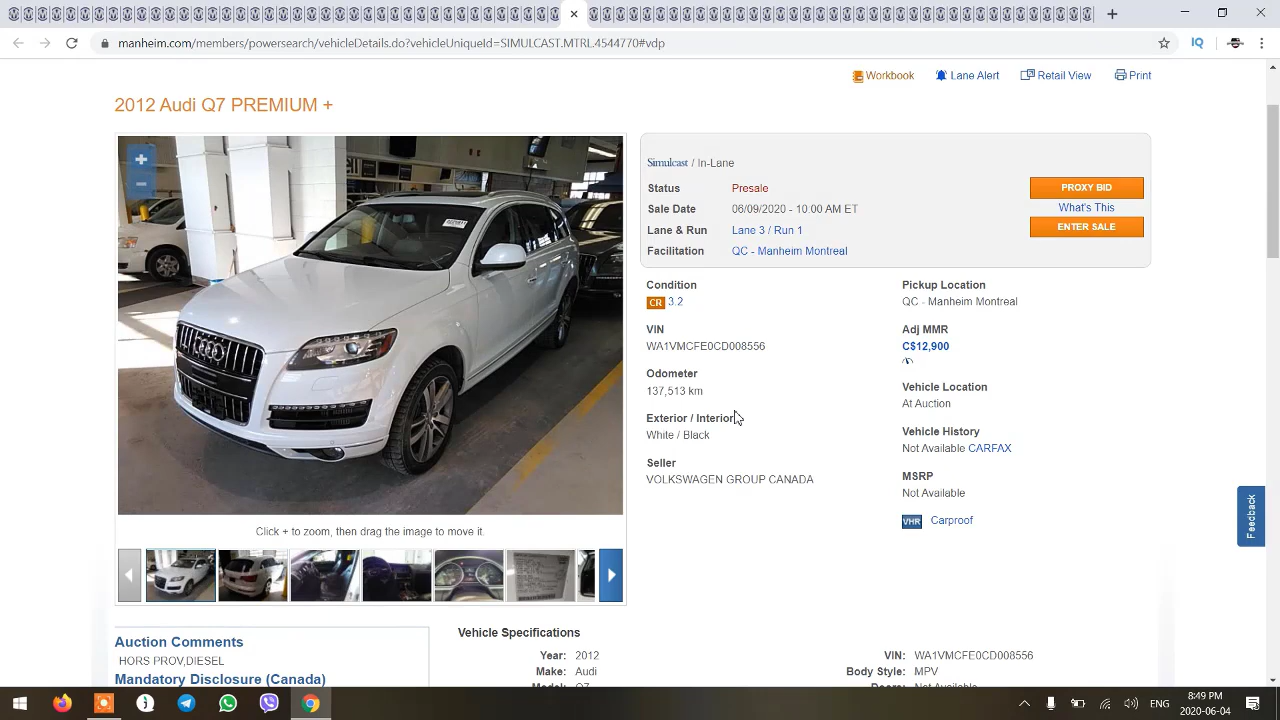 manheim.com/members/powersearch/vehicleDetails.do?vehicleUniqueId=SIMULCAST.MTRL.4544770#vdp
Workbook
Lane Alert
Retail View
Print
2012 Audi Q7 PREMIUM +
Simulcast / In-Lane
Status Presale
PROXY BID
Sale Date 06/09/2020 - 10:00 AM ET
What's This
Lane & Run Lane 3 / Run 1
ENTER SALE
Facilitation QC - Manheim Montreal
Condition
CR 3.2
VIN
WA1VMCFE0CD008556
Odometer
137,513 km
Exterior / Interior
White / Black
Seller
VOLKSWAGEN GROUP CANADA
Pickup Location
QC - Manheim Montreal
Adj MMR
C$12,900
Vehicle Location
At Auction
Vehicle History
Not Available CARFAX
MSRP
Not Available
VHR Carproof
Feedback
Click + to zoom, then drag the image to move it.
Auction Comments
HORS PROV,DIESEL
Mandatory Disclosure (Canada)
Vehicle Specifications
Year: 2012
VIN: WA1VMCFE0CD008556
Make: Audi
Body Style: MPV
Model: Q7
Doors: Not Available
ENG
8:49 PM
2020-06-04